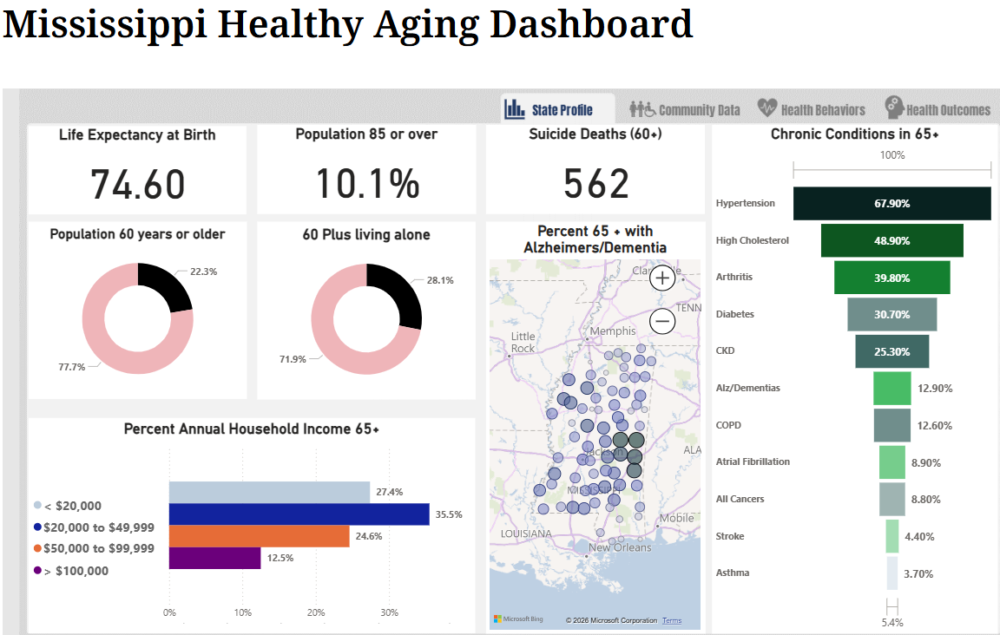 Mississippi Healthy Aging Dashboard
State Profile
Community Data
Health Behaviors
Health Outcomes
Life Expectancy at Birth
74.60
Population 85 or over
10.1%
Suicide Deaths (60+)
562
Population 60 years or older
22.3%
77.7%
60 Plus living alone
28.1%
71.9%
Percent Annual Household Income 65+
< $20,000
$20,000 to $49,999
$50,000 to $99,999
> $100,000
27.4%
35.5%
24.6%
12.5%
0%
10%
20%
30%
Percent 65 + with
Alzheimers/Dementia
TENN
Memphis
Little
Rock
Jackson
ALA
MISSISSIPPI
Mobile
LOUISIANA
New Orleans
Microsoft Bing
© 2026 Microsoft Corporation Terms
Chronic Conditions in 65+
100%
Hypertension 67.90%
High Cholesterol 48.90%
Arthritis 39.80%
Diabetes 30.70%
CKD 25.30%
Alz/Dementias 12.90%
COPD 12.60%
Atrial Fibrillation 8.90%
All Cancers 8.80%
Stroke 4.40%
Asthma 3.70%
5.4%